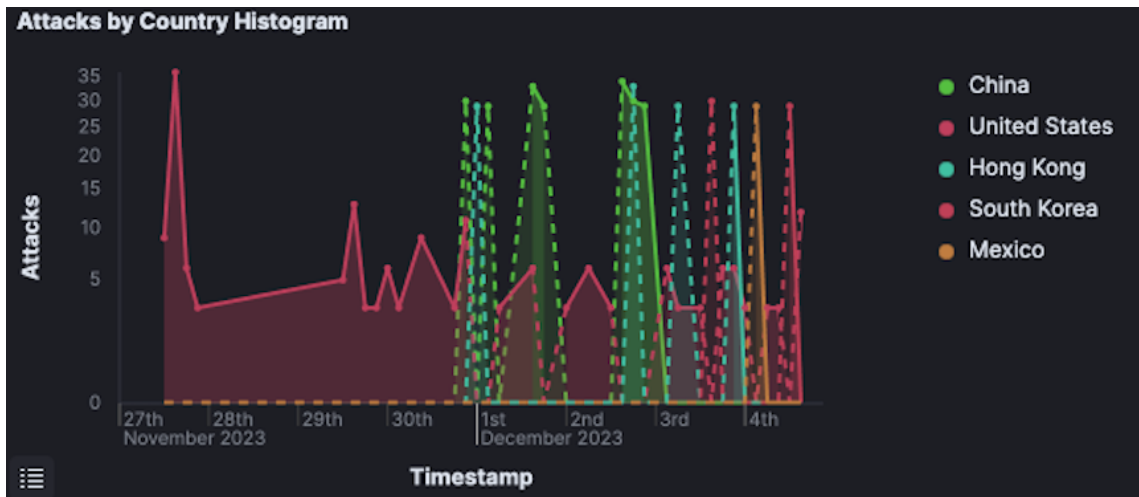 Attacks by Country Histogram
35
30
25
20
15
10
5
0
Attacks
27th
28th
29th
30th
1st
2nd
3rd
4th
November 2023
December 2023
Timestamp
China
United States
Hong Kong
South Korea
Mexico